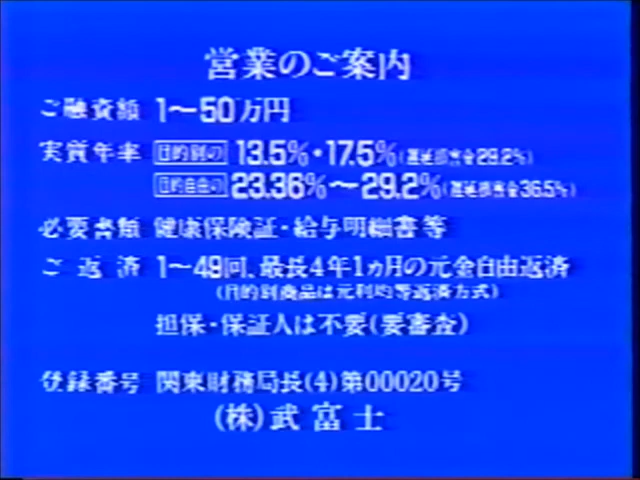 営業のご案内
ご融資額 1～50万円
実質年率 目的別の 13.5%・17.5%(遅延損害金29.2%)
目的自由の 23.36%～29.2%(遅延損害金36.5%)
必要書類 健康保険証・給与明細書等
ご返済 1～49回、最長4年1ヵ月の元金自由返済
(目的別商品は元利均等返済方式)
担保・保証人は不要(要審査)
登録番号 関東財務局長(4)第00020号
(株)武富士